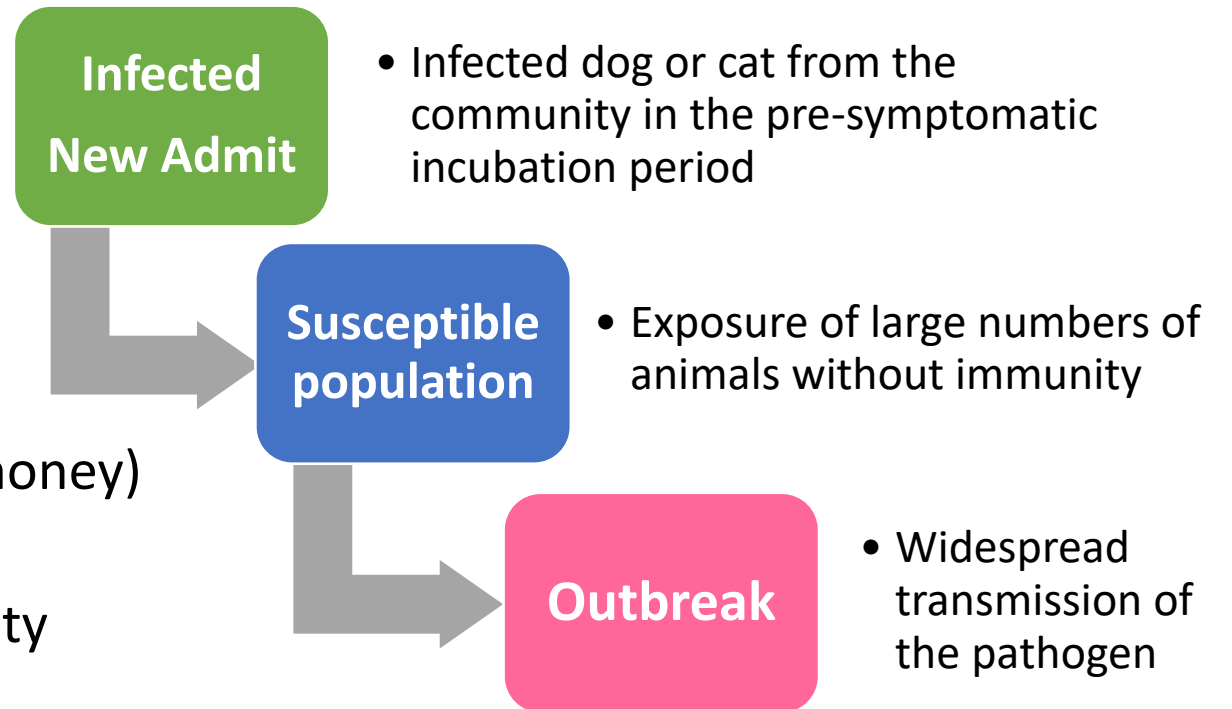 Infected
New Admit
• Infected dog or cat from the
community in the pre-symptomatic
incubation period
Susceptible
population
• Exposure of large numbers of
animals without immunity
Outbreak
• Widespread
transmission of
the pathogen